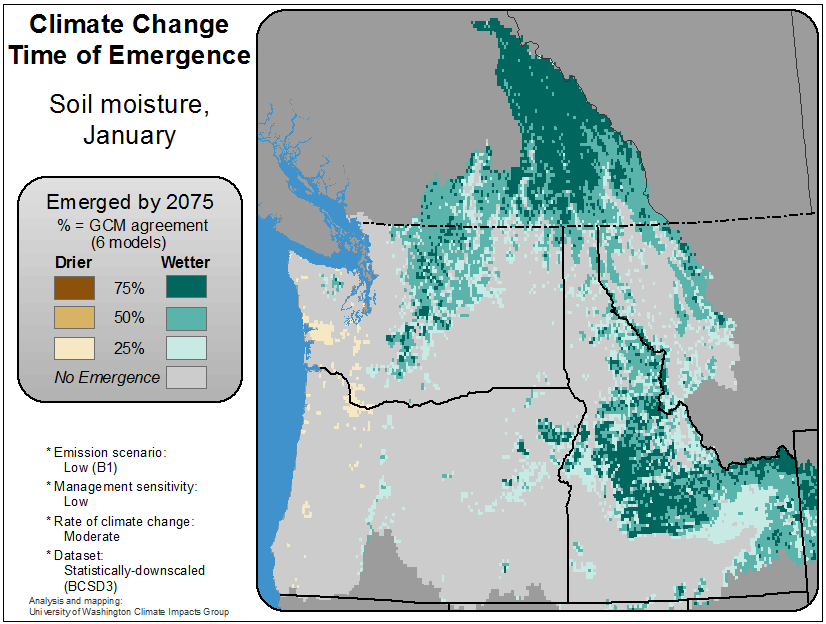 Climate Change
Time of Emergence
Soil moisture,
January
Emerged by 2075
% = GCM agreement
(6 models)
Drier Wetter
75%
50%
25%
No Emergence
* Emission scenario:
Low (B1)
* Management sensitivity:
Low
* Rate of climate change:
Moderate
* Dataset:
Statistically-downscaled
(BCSD3)
Analysis and mapping:
University of Washington Climate Impacts Group